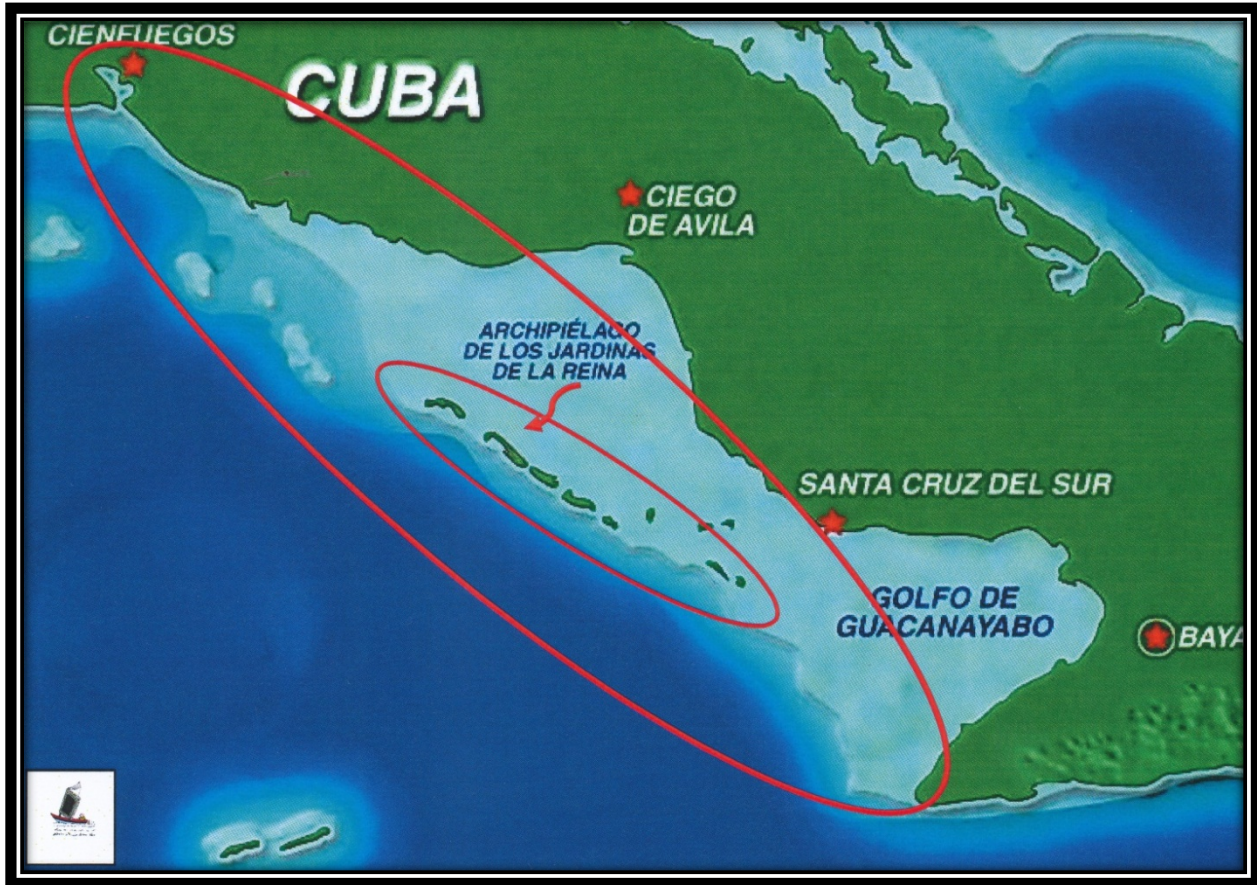 CIENFUEGOS
CUBA
CIEGO
DE AVILA
ARCHIPIÉLAGO
DE LOS JARDINAS
DE LA REINA
SANTA CRUZ DEL SUR
GOLFO DE
GUACANAYABO
BAYA